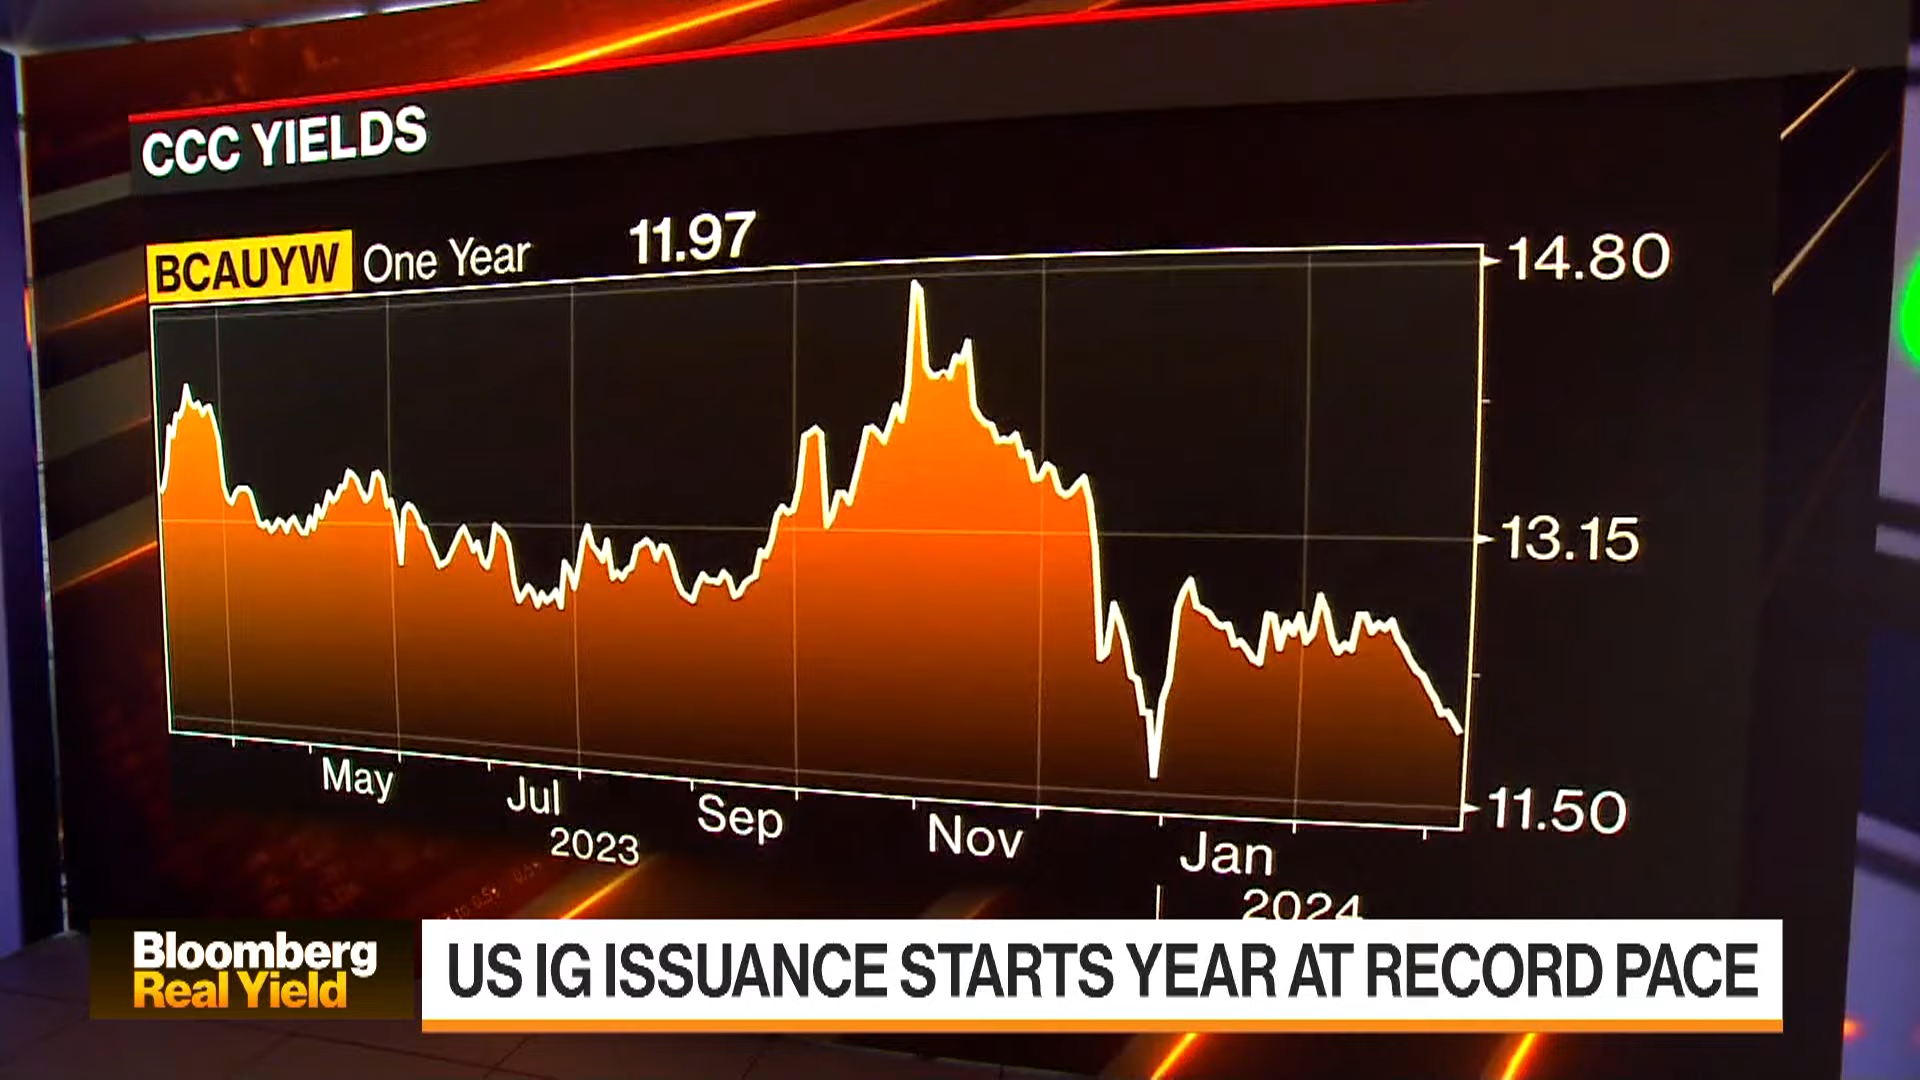 CCC YIELDS
BCAUYW One Year 11.97
14.80
13.15
11.50
May Jul Sep Nov Jan
2023 2024
Bloomberg
Real Yield
US IG ISSUANCE STARTS YEAR AT RECORD PACE